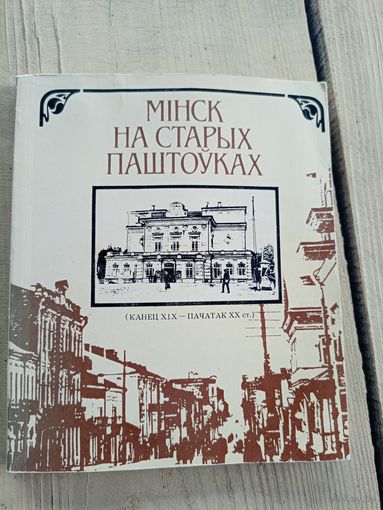 МІНСК
НА СТАРЫХ
ПАШТОЎКАХ
(КАНЕЦ XIX — ПАЧАТАК XX ст.)